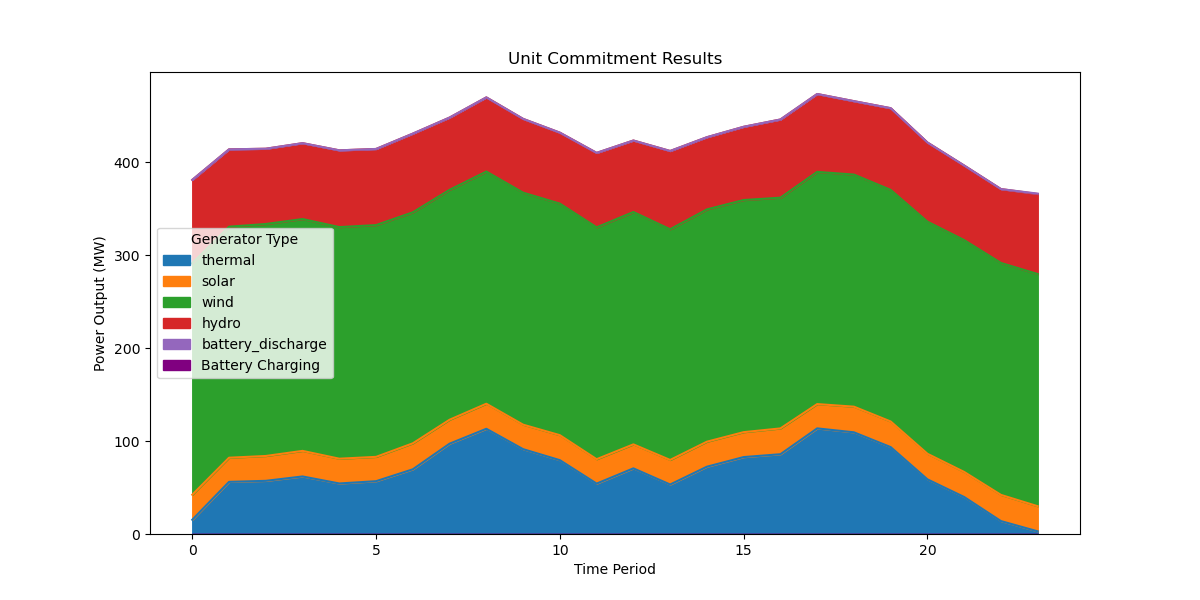 Unit Commitment Results
Power Output (MW)
400
300
200
100
0
Generator Type
thermal
solar
wind
hydro
battery_discharge
Battery Charging
0
5
10
15
20
Time Period